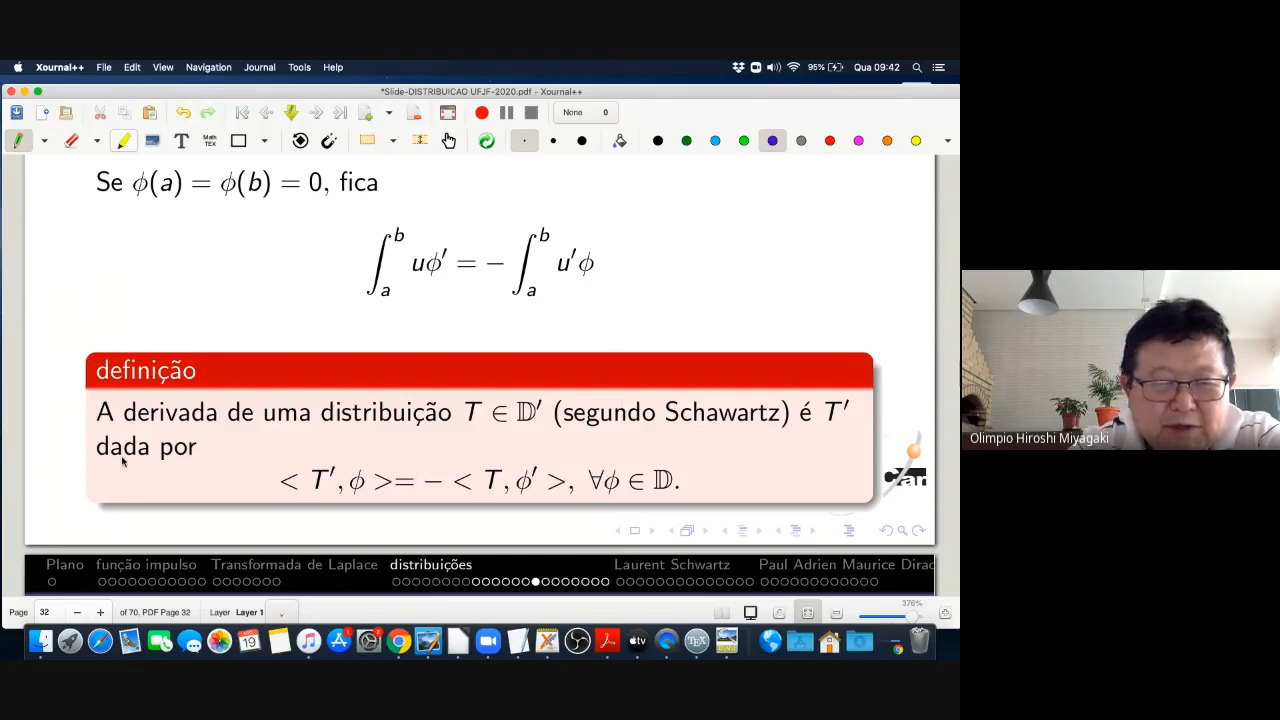 Xournal++ File Edit View Navigation Journal Tools Help 95% Qua 09:42
*Slide-DISTRIBUICAO UFJF-2020.pdf - Xournal++
None 0
T Math TEX
Se ϕ(a) = ϕ(b) = 0, fica
∫_a^b uϕ′ = − ∫_a^b u′ϕ
definição
A derivada de uma distribuição T ∈ 𝔻′ (segundo Schawartz) é T′
dada por
< T′, ϕ >= − < T, ϕ′ >, ∀ϕ ∈ 𝔻.
Plano função impulso Transformada de Laplace distribuições Laurent Schwartz Paul Adrien Maurice Dirac
Page 32 of 70, PDF Page 32 Layer Layer 1 376%
Olimpio Hiroshi Miyagaki